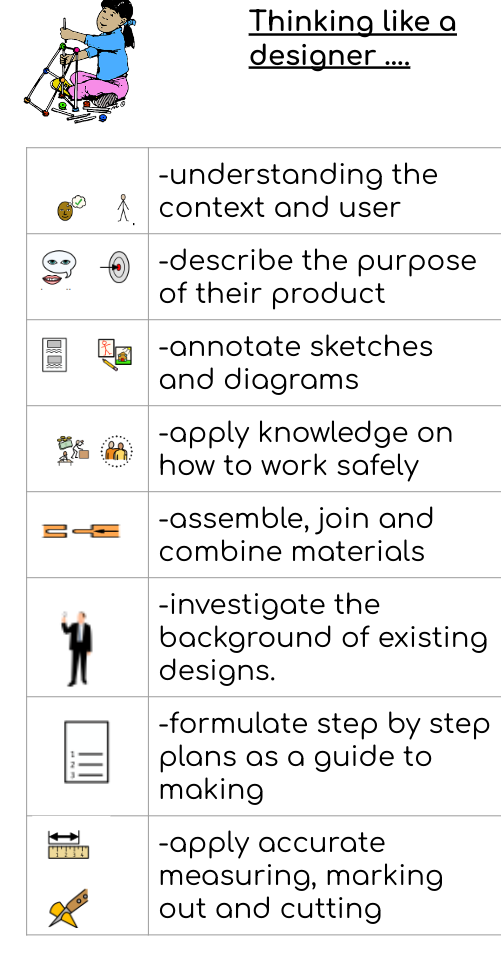 Thinking like a
designer ....
-understanding the
context and user
-describe the purpose
of their product
-annotate sketches
and diagrams
-apply knowledge on
how to work safely
-assemble, join and
combine materials
-investigate the
background of existing
designs.
-formulate step by step
plans as a guide to
making
-apply accurate
measuring, marking
out and cutting